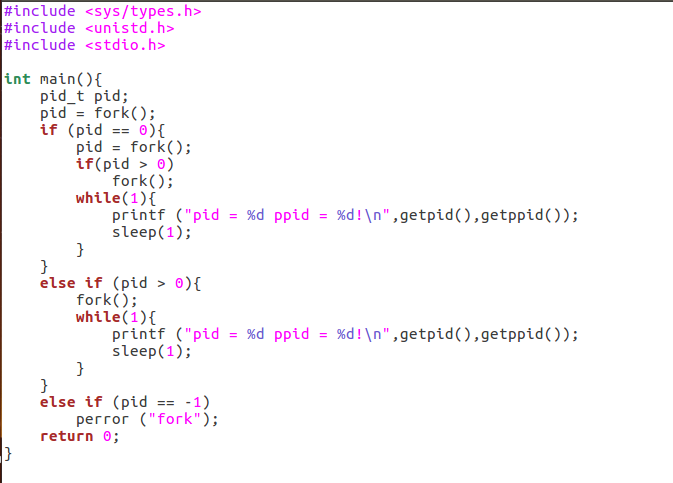 #include <sys/types.h>
#include <unistd.h>
#include <stdio.h>

int main(){
    pid_t pid;
    pid = fork();
    if (pid == 0){
        pid = fork();
        if(pid > 0)
            fork();
        while(1){
            printf ("pid = %d ppid = %d!\n",getpid(),getppid());
            sleep(1);
        }
    }
    else if (pid > 0){
        fork();
        while(1){
            printf ("pid = %d ppid = %d!\n",getpid(),getppid());
            sleep(1);
        }
    }
    else if (pid == -1)
        perror ("fork");
    return 0;
}